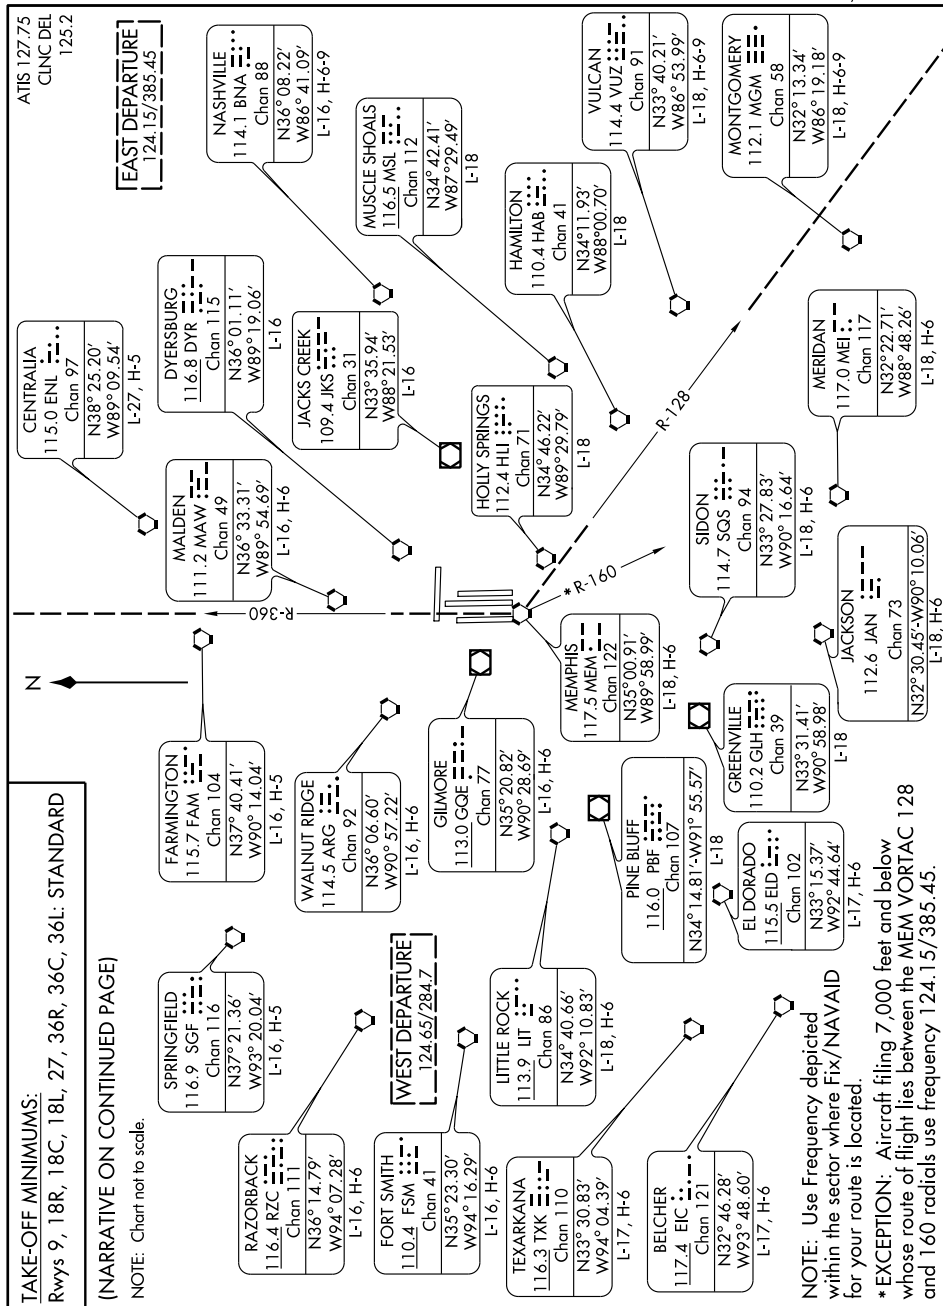 TAKE-OFF MINIMUMS:
Rwys 9, 18R, 18C, 18L, 27, 36R, 36C, 36L: STANDARD
(NARRATIVE ON CONTINUED PAGE)
NOTE: Chart not to scale.
N
ATIS 127.75
CLNC DEL
125.2
EAST DEPARTURE
124.15/385.45
CENTRALIA
115.0 ENL
Chan 97
N38°25.20'
W89°09.54'
L-27, H-5
NASHVILLE
114.1 BNA
Chan 88
N36°08.22'
W86°41.09'
L-16, H-6-9
FARMINGTON
115.7 FAM
Chan 104
N37°40.41'
W90°14.04'
L-16, H-5
MALDEN
111.2 MAW
Chan 49
N36°33.31'
W89°54.69'
L-16, H-6
DYERSBURG
116.8 DYR
Chan 115
N36°01.11'
W89°19.06'
L-16
SPRINGFIELD
116.9 SGF
Chan 116
N37°21.36'
W93°20.04'
L-16, H-5
R-360
JACKS CREEK
109.4 JKS
Chan 31
N33°35.94'
W88°21.53'
L-16
MUSCLE SHOALS
116.5 MSL
Chan 112
N34°42.41'
W87°29.49'
L-18
RAZORBACK
116.4 RZC
Chan 111
N36°14.79'
W94°07.28'
L-16, H-6
WALNUT RIDGE
114.5 ARG
Chan 92
N36°06.60'
W90°57.22'
L-16, H-6
GILMORE
113.0 GQE
Chan 77
N35°20.82'
W90°28.69'
L-16, H-6
HOLLY SPRINGS
112.4 HLI
Chan 71
N34°46.22'
W89°29.79'
L-18
HAMILTON
110.4 HAB
Chan 41
N34°11.93'
W88°00.70'
L-18
VULCAN
114.4 VUZ
Chan 91
N33°40.21'
W86°53.99'
L-18, H-6-9
WEST DEPARTURE
124.65/284.7
FORT SMITH
110.4 FSM
Chan 41
N35°23.30'
W94°16.29'
L-16, H-6
LITTLE ROCK
113.9 LIT
Chan 86
N34°40.66'
W92°10.83'
L-18, H-6
MEMPHIS
117.5 MEM
Chan 122
N35°00.91'
W89°58.99'
L-18, H-6
*R-160
R-128
TEXARKANA
116.3 TXK
Chan 110
N33°30.83'
W94°04.39'
L-17, H-6
PINE BLUFF
116.0 PBF
Chan 107
N34°14.81'-W91°55.57'
L-18
SIDON
114.7 SQS
Chan 94
N33°27.83'
W90°16.64'
L-18, H-6
MONTGOMERY
112.1 MGM
Chan 58
N32°13.34'
W86°19.18'
L-18, H-6-9
BELCHER
117.4 EIC
Chan 121
N32°46.28'
W93°48.60'
L-17, H-6
EL DORADO
115.5 ELD
Chan 102
N33°15.37'
W92°44.64'
L-17, H-6
GREENVILLE
110.2 GLH
Chan 39
N33°31.41'
W90°58.98'
L-18
JACKSON
112.6 JAN
Chan 73
N32°30.45'-W90°10.06'
L-18, H-6
MERIDIAN
117.0 MEI
Chan 117
N32°22.71'
W88°48.26'
L-18, H-6
NOTE: Use Frequency depicted
within the sector where Fix/NAVAID
for your route is located.
*EXCEPTION: Aircraft filing 7,000 feet and below
whose route of flight lies between the MEM VORTAC 128
and 160 radials use frequency 124.15/385.45.